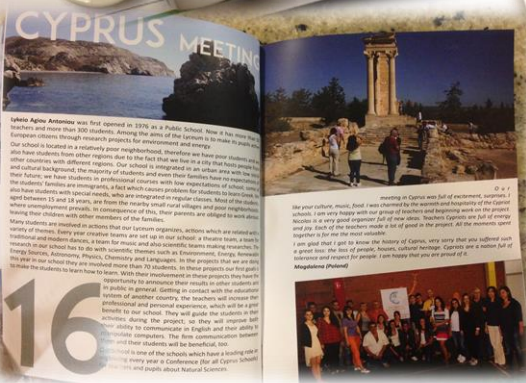 CYPRUS MEETING
Lykeio Agiou Antoniou was first opened in 1976 as a Public School. Now it has more than
teachers and more than 300 students. Among the aims of the Lyceum is to make its pupils
European citizens through research projects for environment and energy.
Our school is located in a relatively poor neighborhood, therefore we have poor students
also have students from other regions due to the fact that we live in a city that hosts people from
other countries with different regions. Our school is integrated in an urban area with low
and cultural background, the majority of students and even their families have no expectations
their future; we have students in professional courses with low expectations of school, some
the students' families are immigrants, a fact which causes problem for students to learn Greek. We
also have students with special needs, who are integrated in regular classes. Most of the studies,
aged between 15 and 18 years, are from the nearby small rural villages and poor neighborhoods
where unemployment prevails. In consequence of this, their parents are obliged to work abroad
leaving their children with other members of the families.
Many students are involved in actions that our Lyceum organizes, actions which are related with
variety of themes. Every year creative teams are set up in our school: a theatre team, a team to
traditional and modern dances, a team for music and also scientific teams making researches. The
research in our school has to do with scientific themes such as Environment, Energy, Renewable
Energy Sources, Astronomy, Physics, Chemistry and Languages. In the projects that we are doing
this year in our school they are involved more than 70 students. In these projects our first goal is
to make the students to learn how to learn. With their involvement in these projects they have the
opportunity to announce their results in other students
in public in general. Getting in contact with the educational
system of another country, the teachers will increase their
professional and personal experience, which will be a great
benefit to our school. They will guide the students in their
activities during the project; so they will improve both
their ability to communicate in English and their ability to
manipulate computers. The firm communication between
and their students will be beneficial, too.
school is one of the schools which have a leading role in
every year a Conference (for all Cyprus Schools)
and pupils about Natural Sciences.
16
Our
meeting in Cyprus was full of excitement, surprises. I
like your culture, music, food. I was charmed by the warmth and hospitality of the Cypriot
schools. I am very happy with our group of teachers and beginning work on the project.
Nicolas is a very good organizer full of new ideas. Teachers Cypriots are full of energy
and joy. Each of the teachers made a lot of good in the project. All the moments spent
together is for me the most valuable.
I am glad that I got to know the history of Cyprus, very sorry that you suffered such
a great loss: the loss of people, houses, cultural heritage. Cypriots are a nation full of
tolerance and respect for people. I am happy that you are proud of it.
Magdalena (Poland)